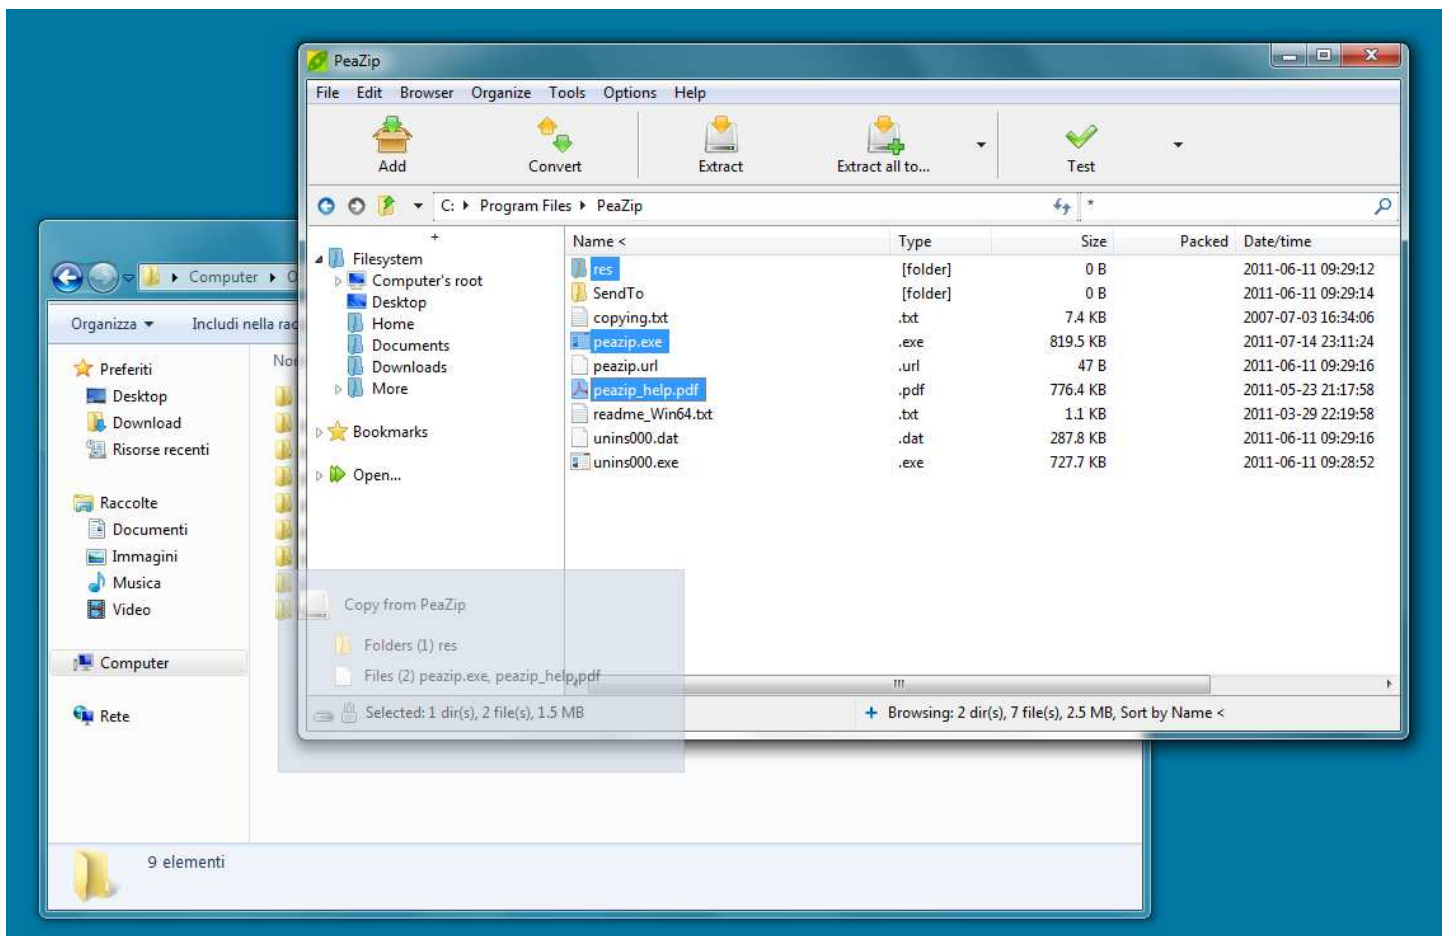 PeaZip
File Edit Browser Organize Tools Options Help
Add Convert Extract Extract all to... Test
C: Program Files PeaZip *
+
Name < Type Size Packed Date/time
Filesystem
Computer's root
Desktop
Home
Documents
Downloads
More
Bookmarks
Open...
res [folder] 0 B 2011-06-11 09:29:12
SendTo [folder] 0 B 2011-06-11 09:29:14
copying.txt .txt 7.4 KB 2007-07-03 16:34:06
peazip.exe .exe 819.5 KB 2011-07-14 23:11:24
peazip.url .url 47 B 2011-06-11 09:29:16
peazip_help.pdf .pdf 776.4 KB 2011-05-23 21:17:58
readme_Win64.txt .txt 1.1 KB 2011-03-29 22:19:58
unins000.dat .dat 287.8 KB 2011-06-11 09:29:16
unins000.exe .exe 727.7 KB 2011-06-11 09:28:52
Copy from PeaZip
Folders (1) res
Files (2) peazip.exe, peazip_help.pdf
Selected: 1 dir(s), 2 file(s), 1.5 MB
+ Browsing: 2 dir(s), 7 file(s), 2.5 MB, Sort by Name <
Computer
Organizza Includi nella
Preferiti
Desktop
Download
Risorse recenti
Raccolte
Documenti
Immagini
Musica
Video
Computer
Rete
9 elementi